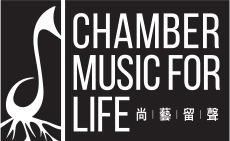 CHAMBER
MUSIC FOR
LIFE 尚 | 藝 | 留 | 聲